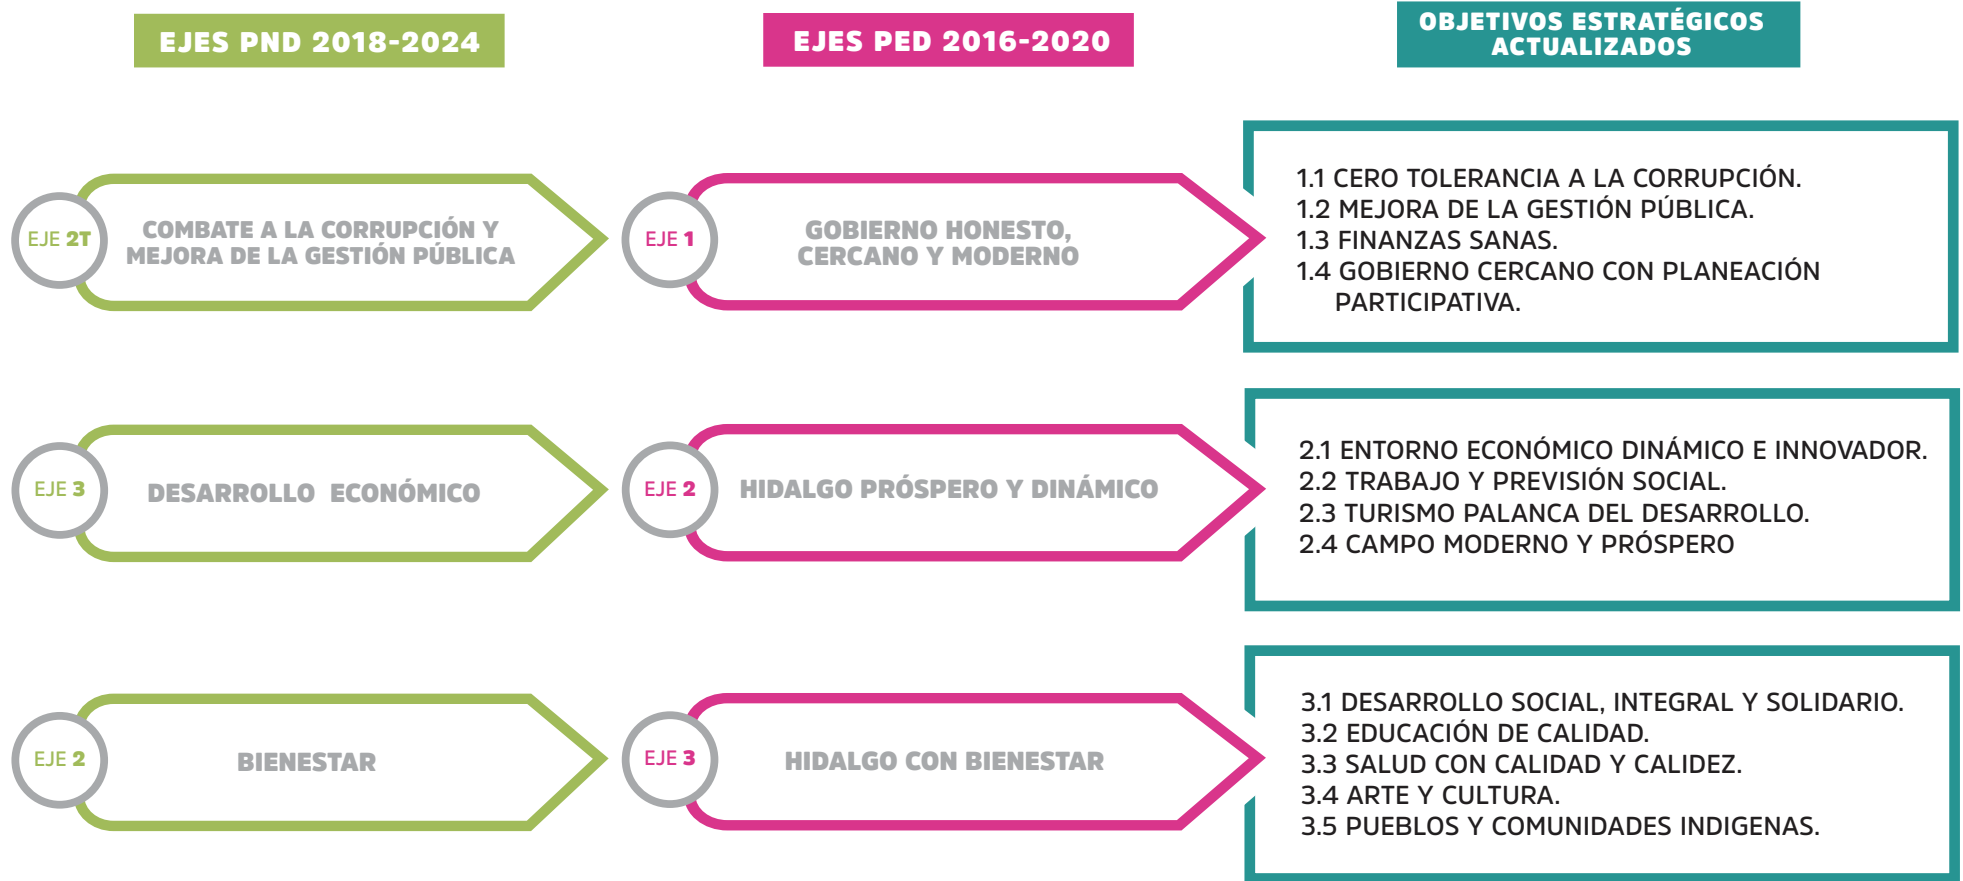 EJES PND 2018-2024
EJES PED 2016-2020
OBJETIVOS ESTRATÉGICOS
ACTUALIZADOS
EJE 2T
COMBATE A LA CORRUPCIÓN Y
MEJORA DE LA GESTIÓN PÚBLICA
EJE 1
GOBIERNO HONESTO,
CERCANO Y MODERNO
1.1 CERO TOLERANCIA A LA CORRUPCIÓN.
1.2 MEJORA DE LA GESTIÓN PÚBLICA.
1.3 FINANZAS SANAS.
1.4 GOBIERNO CERCANO CON PLANEACIÓN
PARTICIPATIVA.
EJE 3
DESARROLLO ECONÓMICO
EJE 2
HIDALGO PRÓSPERO Y DINÁMICO
2.1 ENTORNO ECONÓMICO DINÁMICO E INNOVADOR.
2.2 TRABAJO Y PREVISIÓN SOCIAL.
2.3 TURISMO PALANCA DEL DESARROLLO.
2.4 CAMPO MODERNO Y PRÓSPERO
EJE 2
BIENESTAR
EJE 3
HIDALGO CON BIENESTAR
3.1 DESARROLLO SOCIAL, INTEGRAL Y SOLIDARIO.
3.2 EDUCACIÓN DE CALIDAD.
3.3 SALUD CON CALIDAD Y CALIDEZ.
3.4 ARTE Y CULTURA.
3.5 PUEBLOS Y COMUNIDADES INDIGENAS.